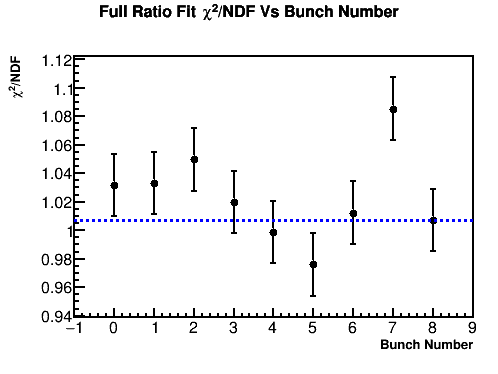 Full Ratio Fit χ²/NDF Vs Bunch Number
χ²/NDF
1.12
1.1
1.08
1.06
1.04
1.02
1
0.98
0.96
0.94
−1 0 1 2 3 4 5 6 7 8 9
Bunch Number